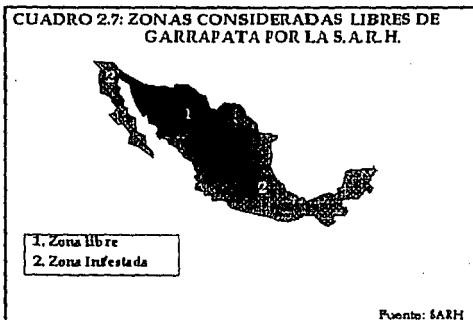 CUADRO 2.7: ZONAS CONSIDERADAS LIBRES DE
GARRAPATA POR LA S.A.R.H.
2
1
2
1. Zona libre
2. Zona Infestada
Fuente: SARH